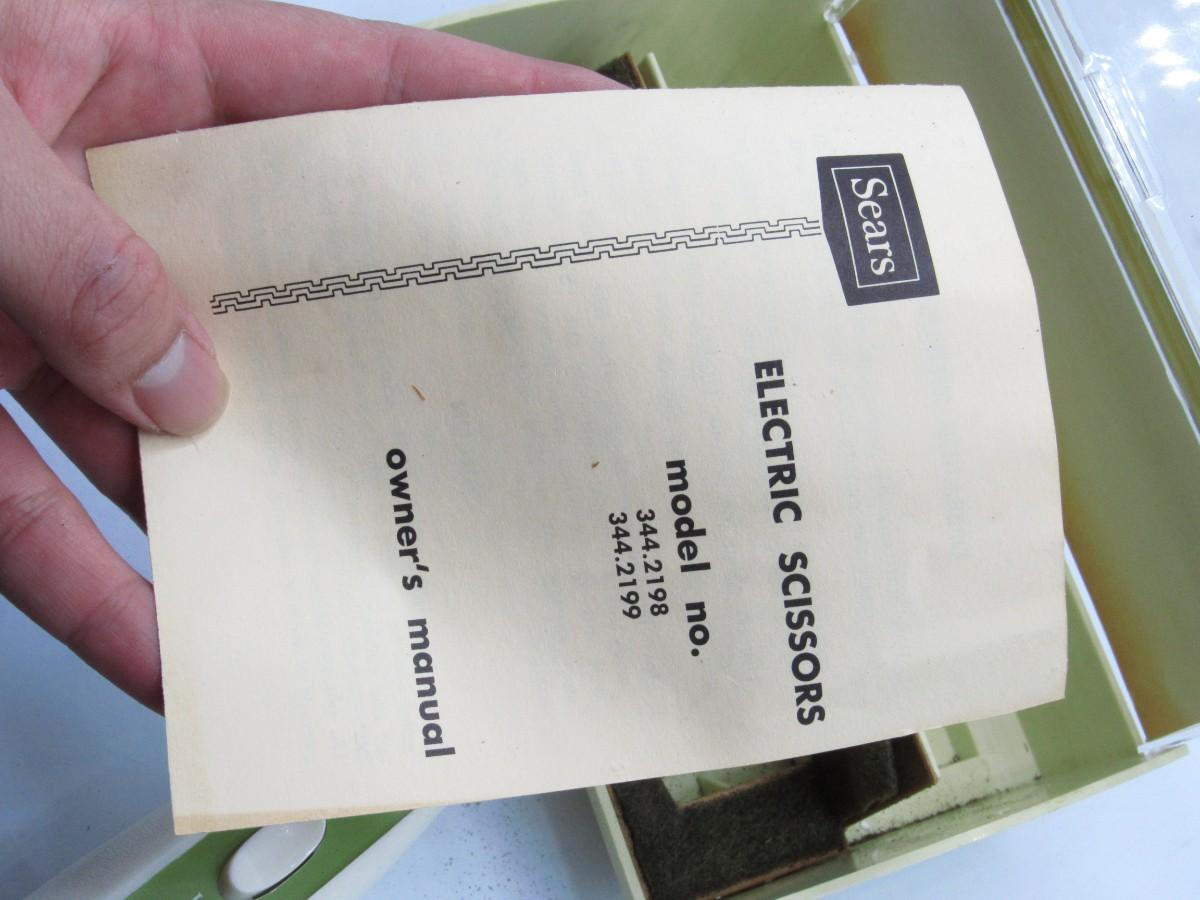 Sears
ELECTRIC SCISSORS
model no.
344.2198
344.2199
owner's manual